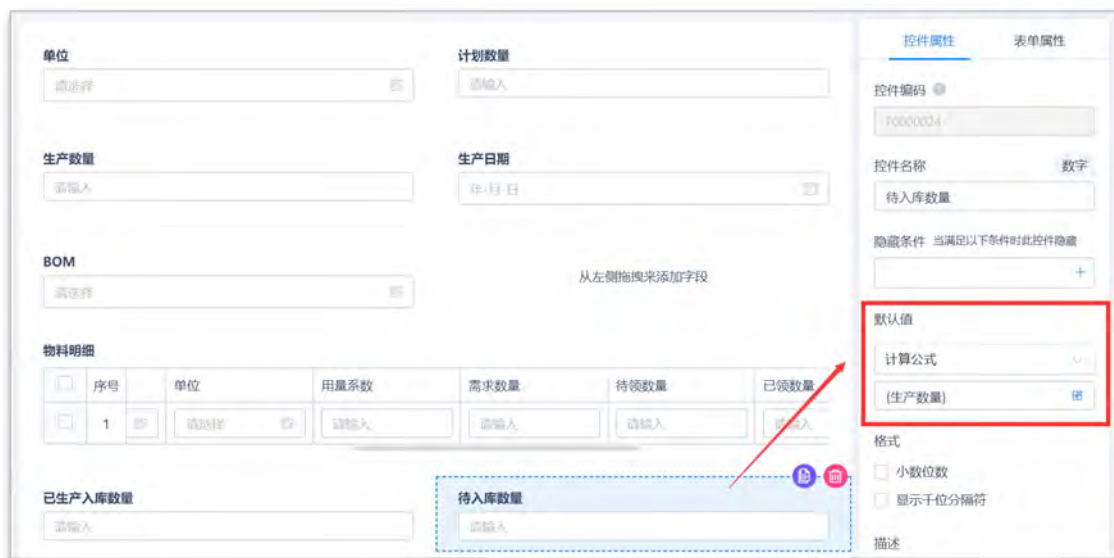 单位
计划数量
请选择
请输入
生产数量
生产日期
请输入
年-月-日
BOM
请选择
从左侧拖拽来添加字段
物料明细
序号 单位 用量系数 需求数量 待领数量 已领数量
1 请选择 请输入 请输入 请输入 请输入
已生产入库数量
待入库数量
请输入
请输入
控件属性 表单属性
控件编码
F0000024
控件名称 数字
待入库数量
隐藏条件 当满足以下条件时此控件隐藏
默认值
计算公式
(生产数量)
格式
小数位数
显示千位分隔符
描述